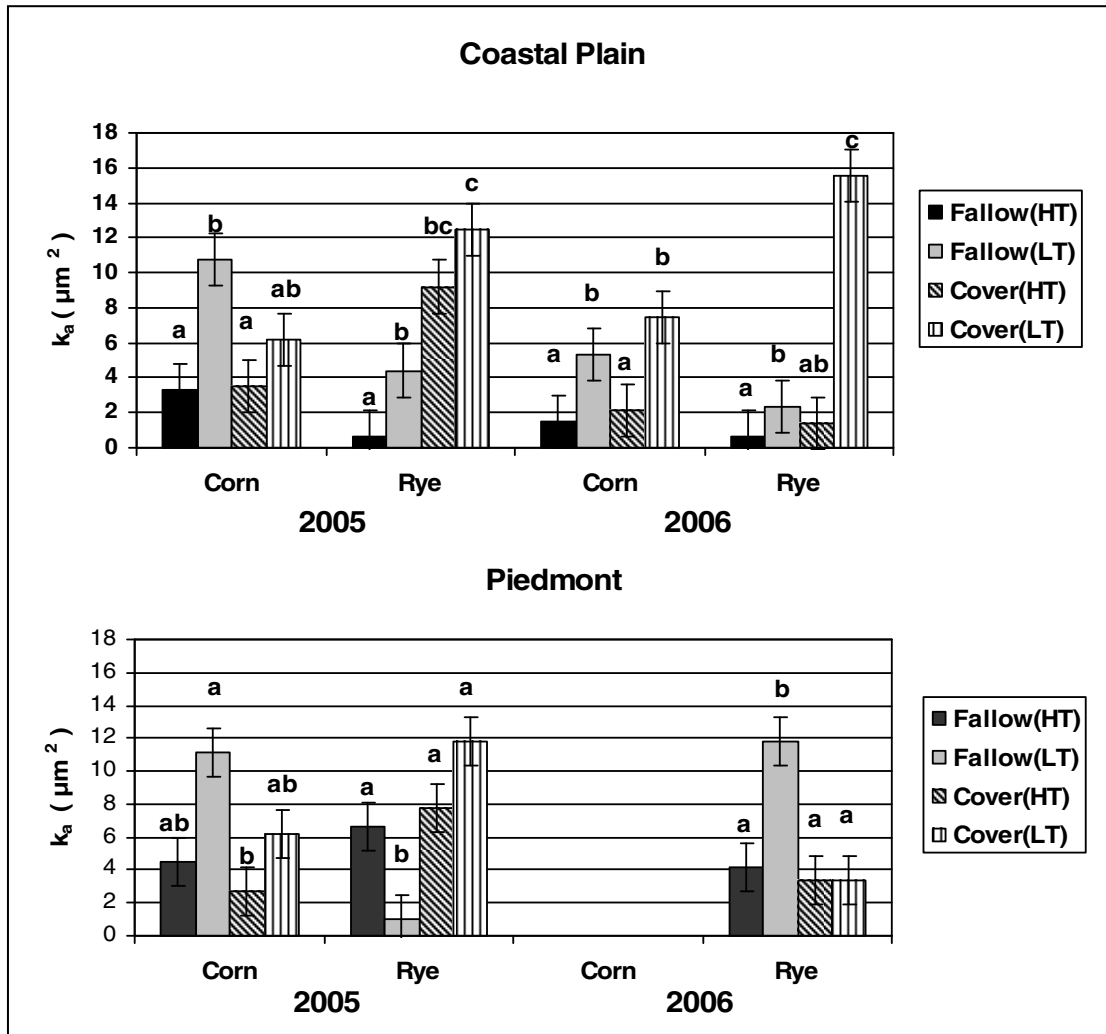 Coastal Plain
18
16
14
12
10
8
6
4
2
0
kₐ ( µm ²)
a
b
a
ab
a
b
bc
c
a
b
a
b
a
b
ab
c
Corn
Rye
Corn
Rye
2005
2006
Fallow(HT)
Fallow(LT)
Cover(HT)
Cover(LT)
Piedmont
18
16
14
12
10
8
6
4
2
0
kₐ ( µm ²)
ab
a
b
ab
a
b
a
a
a
b
a
a
Corn
Rye
Corn
Rye
2005
2006
Fallow(HT)
Fallow(LT)
Cover(HT)
Cover(LT)